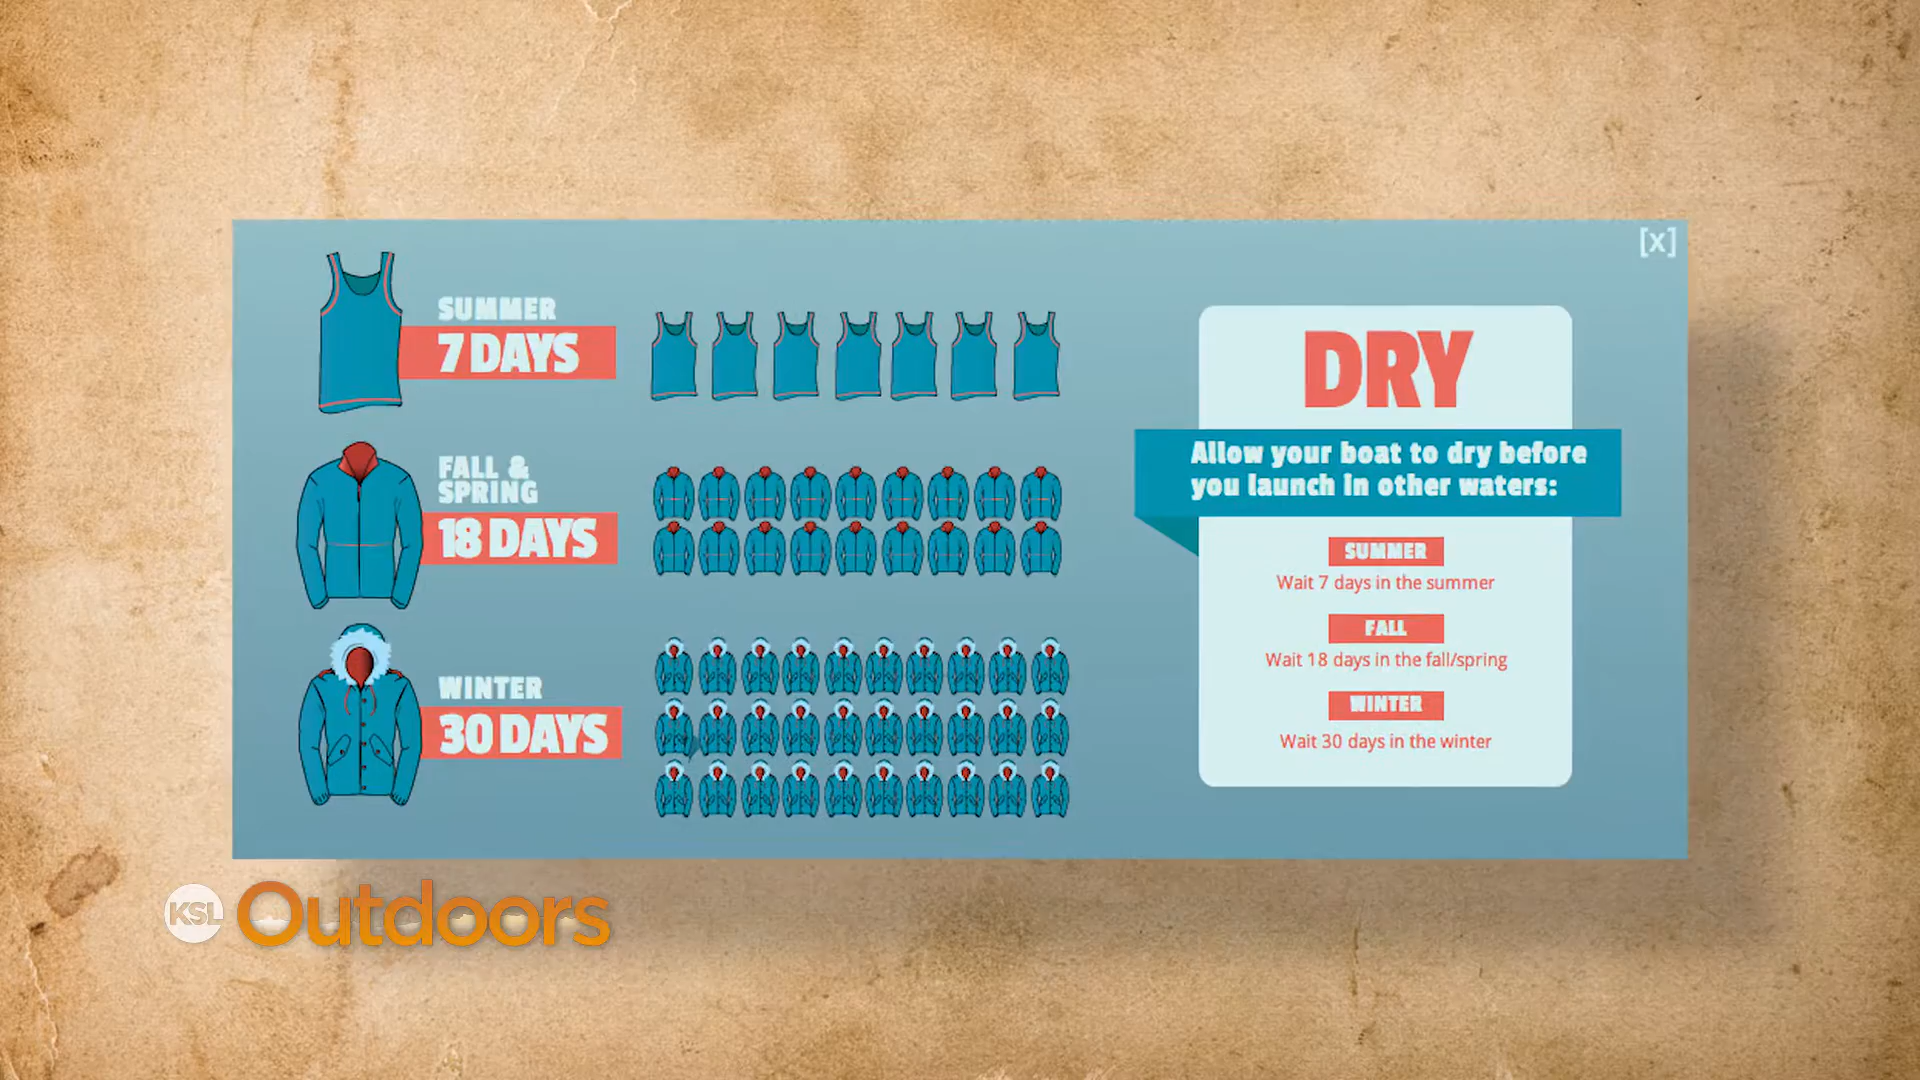 [x]
SUMMER
7 DAYS
FALL &
SPRING
18 DAYS
WINTER
30 DAYS
DRY
Allow your boat to dry before
you launch in other waters:
SUMMER
Wait 7 days in the summer
FALL
Wait 18 days in the fall/spring
WINTER
Wait 30 days in the winter
KSL Outdoors